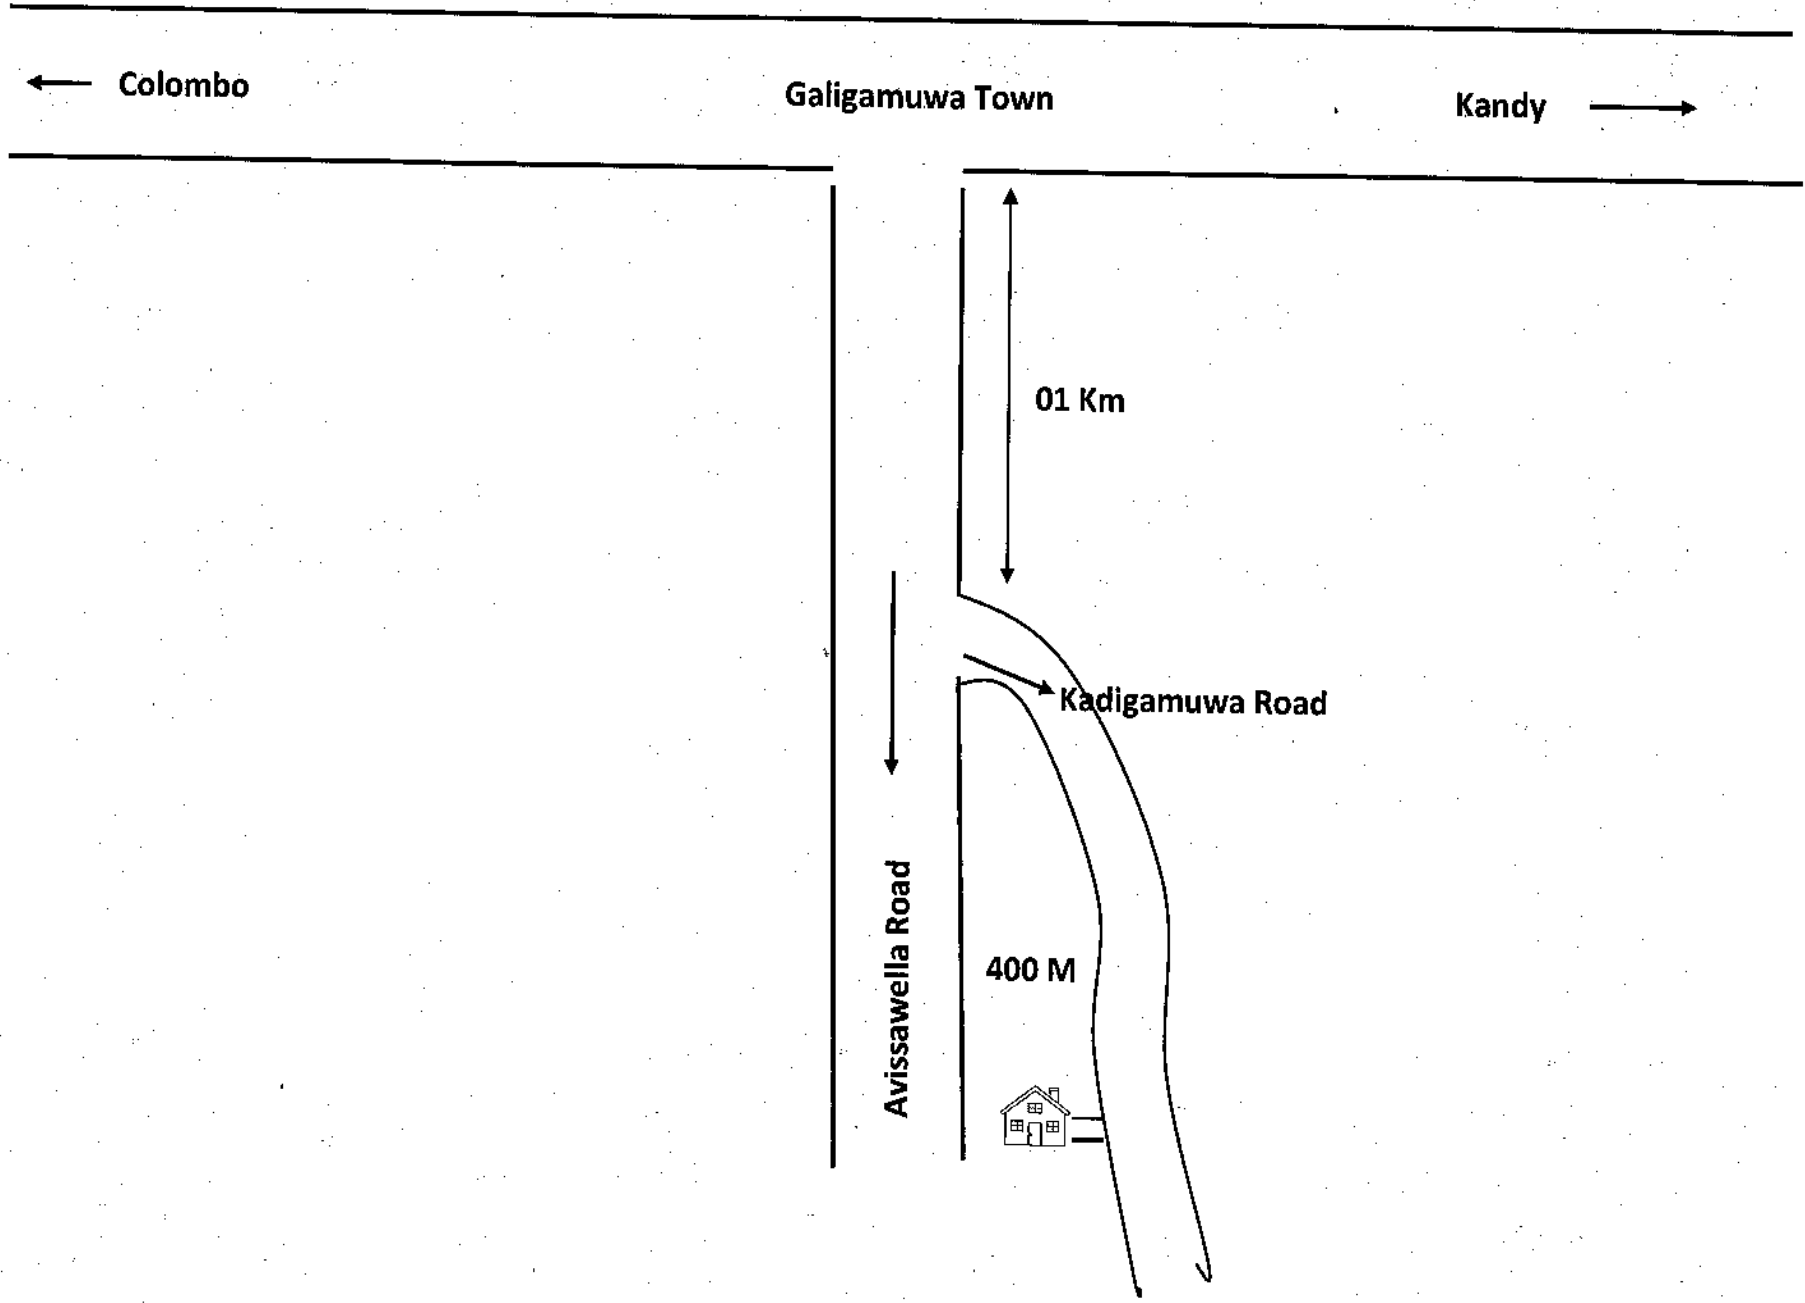 Colombo
Galigamuwa Town
Kandy
01 Km
Kadigamuwa Road
Avissawella Road
400 M